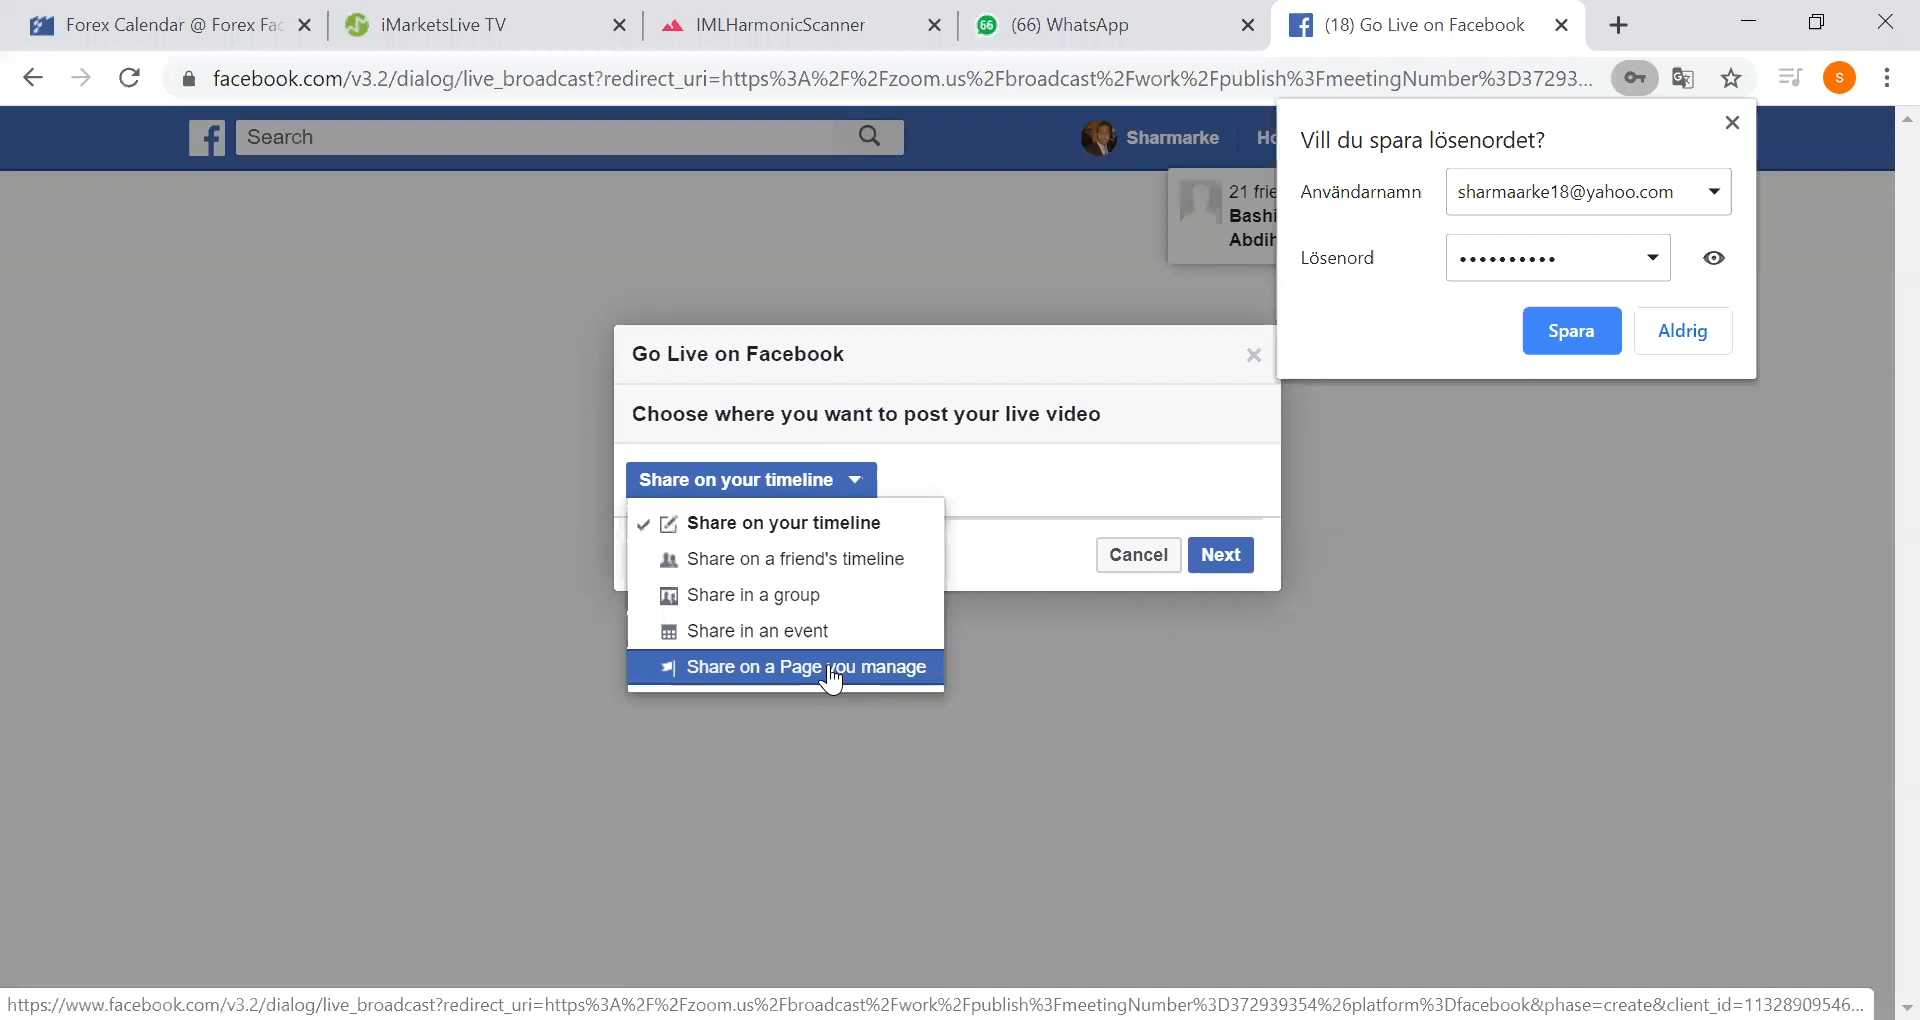 Forex Calendar @ Forex Fac
iMarketsLive TV
IMLHarmonicScanner
66 (66) WhatsApp
(18) Go Live on Facebook
facebook.com/v3.2/dialog/live_broadcast?redirect_uri=https%3A%2F%2Fzoom.us%2Fbroadcast%2Fwork%2Fpublish%3FmeetingNumber%3D37293...
S
f Search
Sharmarke
Ho
21 frie
Bashi
Abdih
Vill du spara lösenordet?
Användarnamn sharmaarke18@yahoo.com
Lösenord ••••••••••
Spara Aldrig
Go Live on Facebook
Choose where you want to post your live video
Share on your timeline
Share on your timeline
Share on a friend's timeline
Share in a group
Share in an event
Share on a Page you manage
Cancel Next
https://www.facebook.com/v3.2/dialog/live_broadcast?redirect_uri=https%3A%2F%2Fzoom.us%2Fbroadcast%2Fwork%2Fpublish%3FmeetingNumber%3D372939354%26platform%3Dfacebook&phase=create&client_id=11328909546...